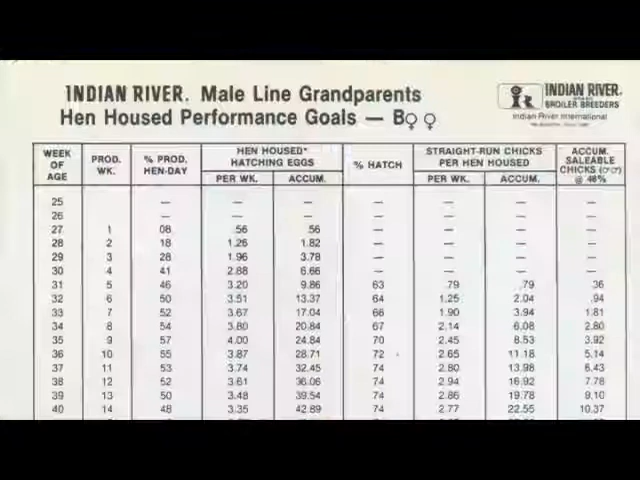 INDIAN RIVER. Male Line Grandparents
Hen Housed Performance Goals — B♀♀
INDIAN RIVER.
BROILER BREEDERS
Indian River International
WEEK OF AGE PROD. WK. % PROD. HEN-DAY HEN HOUSED* HATCHING EGGS PER WK. ACCUM. % HATCH STRAIGHT-RUN CHICKS PER HEN HOUSED PER WK. ACCUM. ACCUM. SALEABLE CHICKS (♂♂) @ 46%
25 — — — — — — — —
26 — — — — — — — —
27 1 08 .56 .56 — — — —
28 2 18 1.26 1.82 — — — —
29 3 28 1.96 3.78 — — — —
30 4 41 2.88 6.66 — — — —
31 5 46 3.20 9.86 63 .79 .79 .36
32 6 50 3.51 13.37 64 1.25 2.04 .94
33 7 52 3.67 17.04 66 1.90 3.94 1.81
34 8 54 3.80 20.84 67 2.14 6.08 2.80
35 9 57 4.00 24.84 70 2.45 8.53 3.92
36 10 55 3.87 28.71 72 2.65 11.18 5.14
37 11 53 3.74 32.45 74 2.80 13.98 6.43
38 12 52 3.61 36.06 74 2.94 16.92 7.78
39 13 50 3.48 39.54 74 2.86 19.78 9.10
40 14 48 3.35 42.89 74 2.77 22.55 10.37